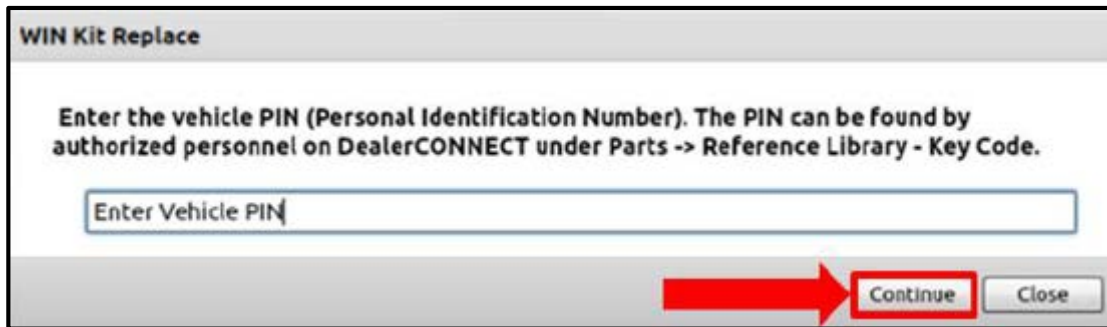 WIN Kit Replace
Enter the vehicle PIN (Personal Identification Number). The PIN can be found by
authorized personnel on DealerCONNECT under Parts -> Reference Library - Key Code.
Enter Vehicle PIN
Continue Close